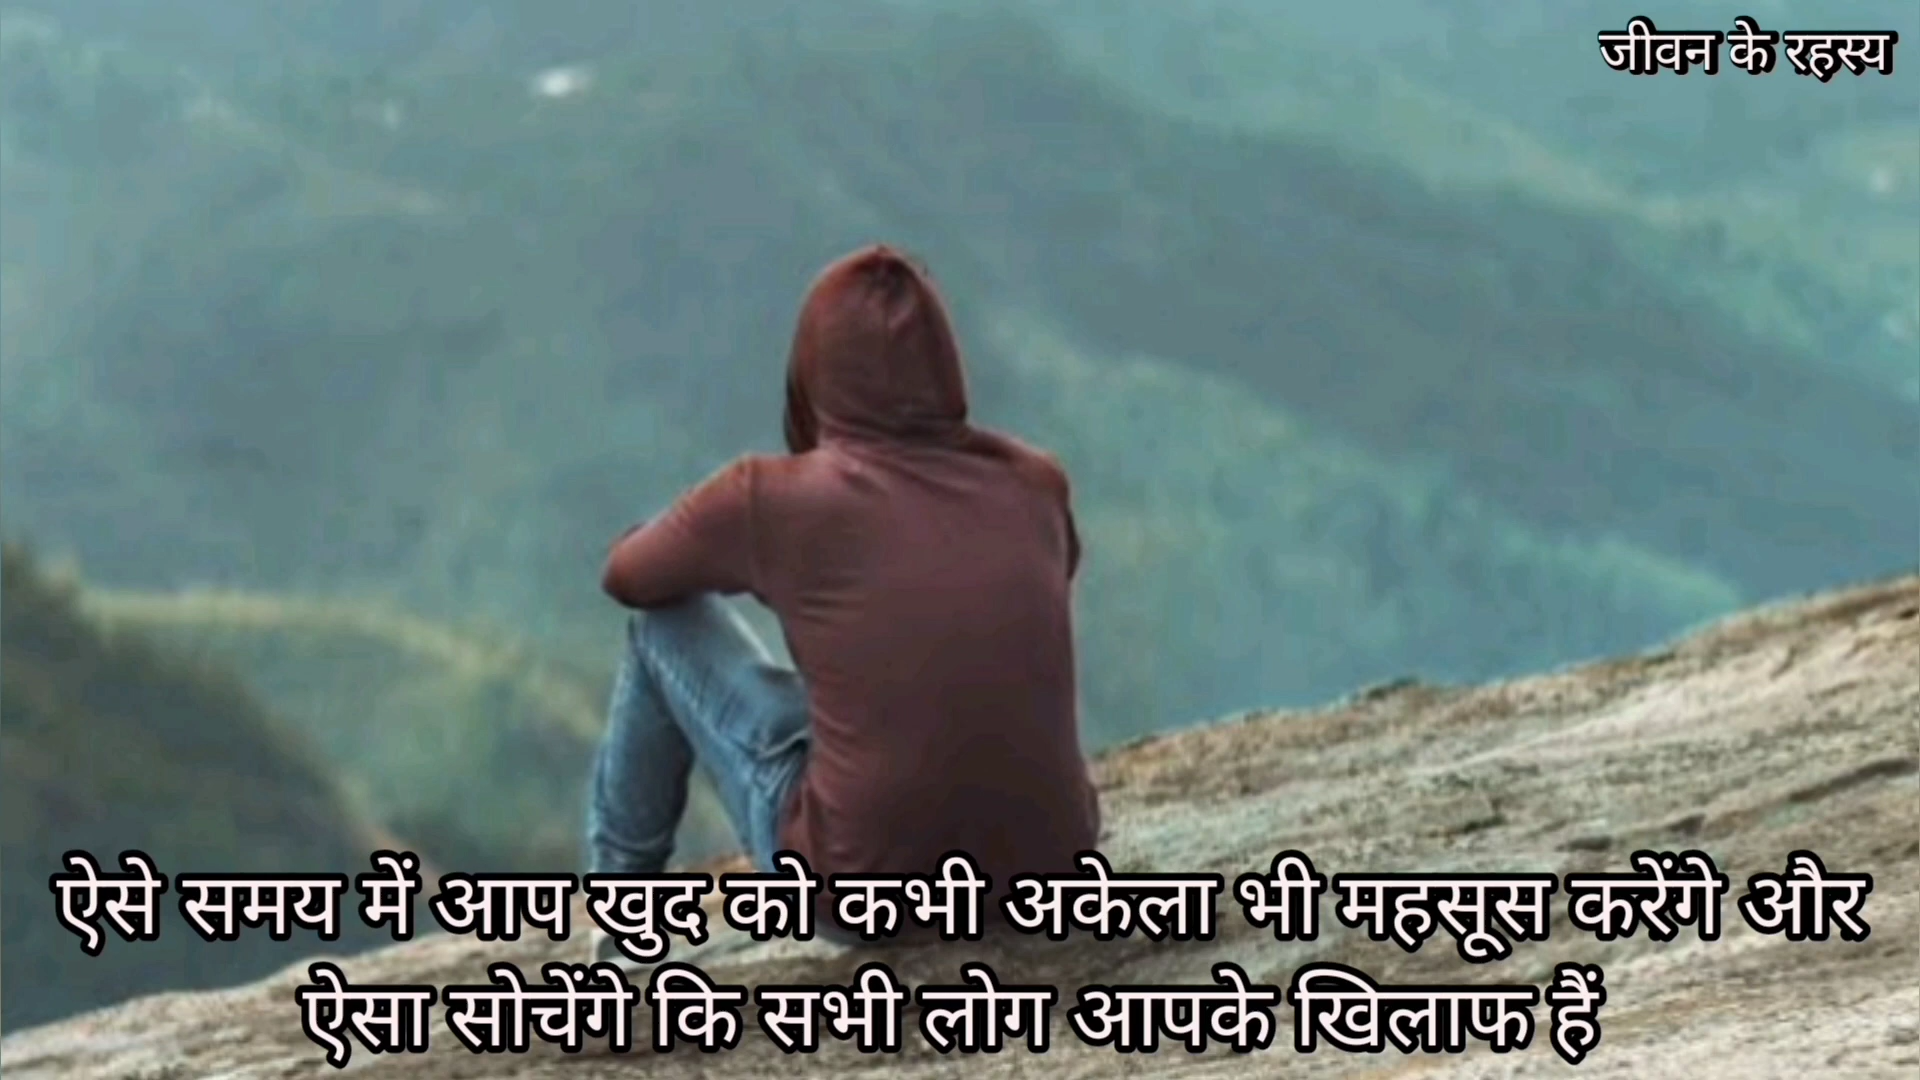 जीवन के रहस्य
ऐसे समय में आप खुद को कभी अकेला भी महसूस करेंगे और
ऐसा सोचेंगे कि सभी लोग आपके खिलाफ हैं